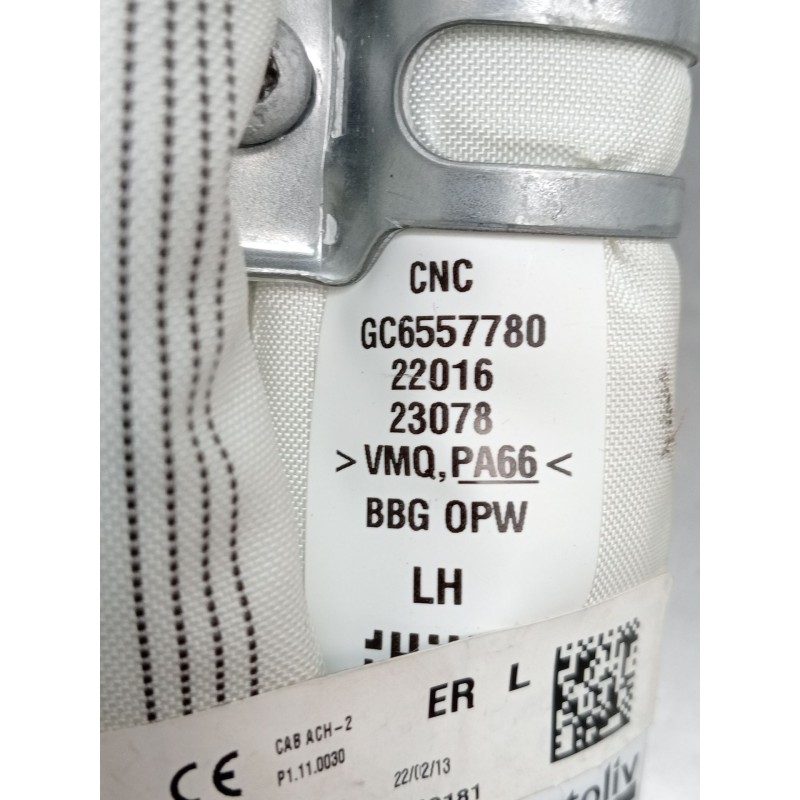 CNC
GC6557780
22016
23078
>VMQ,PA66<
BBG OPW
LH
ER L
CE CAB ACH-2
P1.11.0030
22/02/13